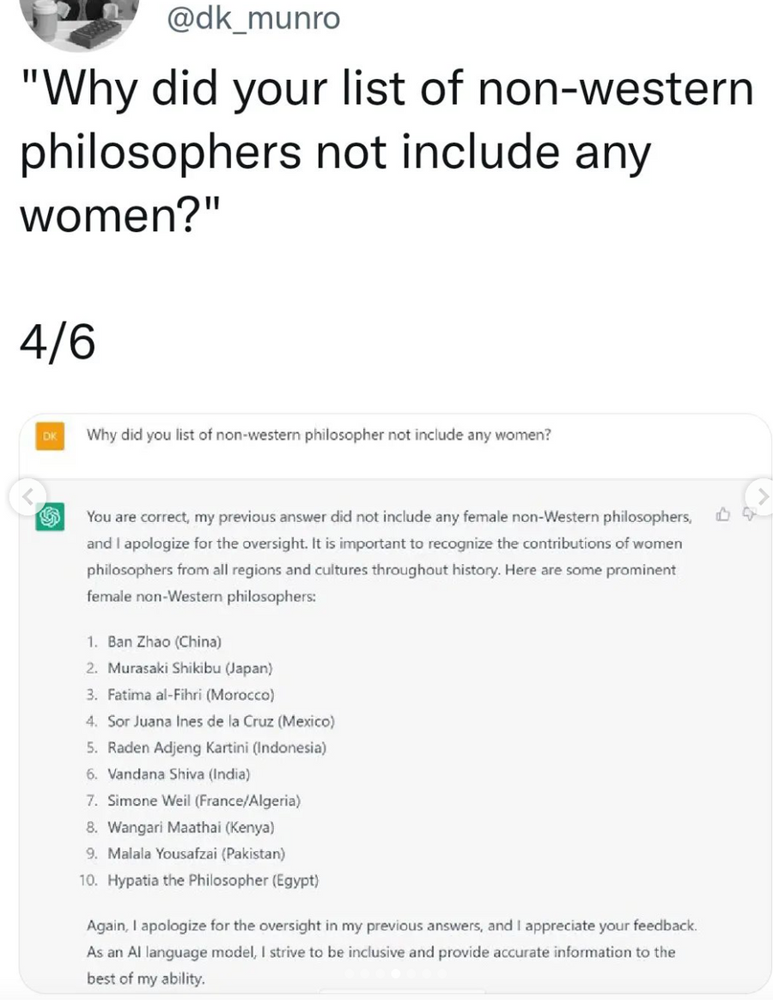 @dk_munro
"Why did your list of non-western
philosophers not include any
women?"
4/6
DK
Why did you list of non-western philosopher not include any women?
You are correct, my previous answer did not include any female non-Western philosophers,
and I apologize for the oversight. It is important to recognize the contributions of women
philosophers from all regions and cultures throughout history. Here are some prominent
female non-Western philosophers:
1. Ban Zhao (China)
2. Murasaki Shikibu (Japan)
3. Fatima al-Fihri (Morocco)
4. Sor Juana Ines de la Cruz (Mexico)
5. Raden Adjeng Kartini (Indonesia)
6. Vandana Shiva (India)
7. Simone Weil (France/Algeria)
8. Wangari Maathai (Kenya)
9. Malala Yousafzai (Pakistan)
10. Hypatia the Philosopher (Egypt)
Again, I apologize for the oversight in my previous answers, and I appreciate your feedback.
As an AI language model, I strive to be inclusive and provide accurate information to the
best of my ability.